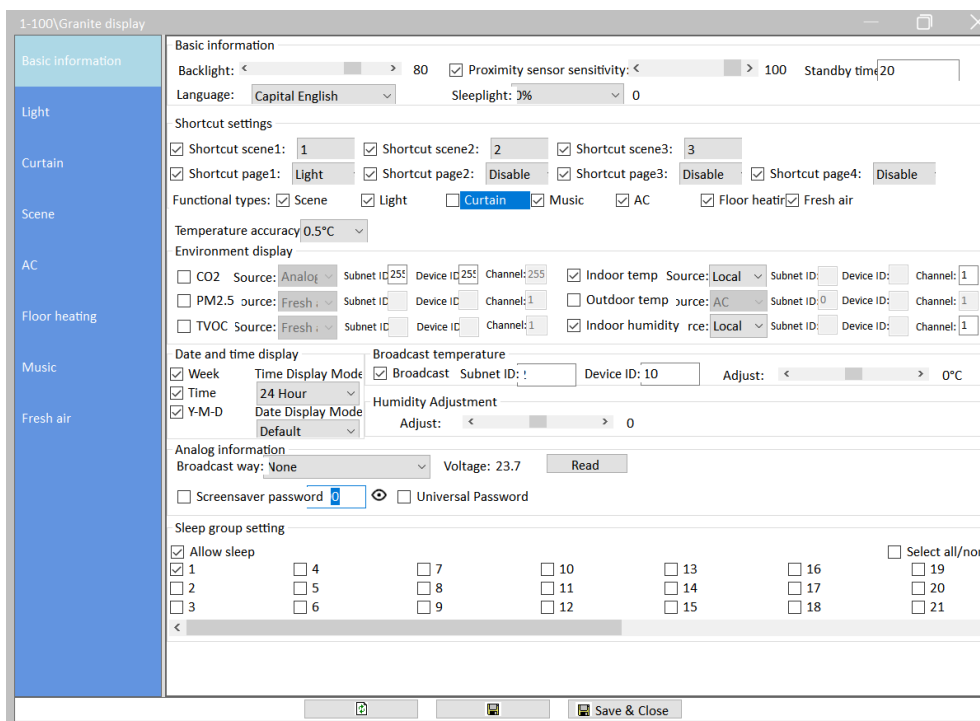 1-100\Granite display
Basic information
Light
Curtain
Scene
AC
Floor heating
Music
Fresh air
Basic information
Backlight: 80 Proximity sensor sensitivity: 100 Standby time 20
Language: Capital English Sleeplight: 0% 0
Shortcut settings
Shortcut scene1: 1 Shortcut scene2: 2 Shortcut scene3: 3
Shortcut page1: Light Shortcut page2: Disable Shortcut page3: Disable Shortcut page4: Disable
Functional types: Scene Light Curtain Music AC Floor heatin Fresh air
Temperature accuracy 0.5°C
Environment display
CO2 Source: Analog Subnet ID 255 Device ID 255 Channel: 255 Indoor temp Source: Local Subnet ID: Device ID: Channel: 1
PM2.5 ource: Fresh Subnet ID Device ID: Channel: 1 Outdoor temp ource: AC Subnet ID: 0 Device ID: Channel: 1
TVOC Source: Fresh Subnet ID Device ID: Channel: 1 Indoor humidity rce: Local Subnet ID: Device ID: Channel: 1
Date and time display
Week Time Display Mode
Time 24 Hour
Y-M-D Date Display Mode
Default
Broadcast temperature
Broadcast Subnet ID: Device ID: 10 Adjust: 0°C
Humidity Adjustment
Adjust: 0
Analog information
Broadcast way: None Voltage: 23.7 Read
Screensaver password 0 Universal Password
Sleep group setting
Allow sleep Select all/nor
1 4 7 10 13 16 19
2 5 8 11 14 17 20
3 6 9 12 15 18 21
Save & Close